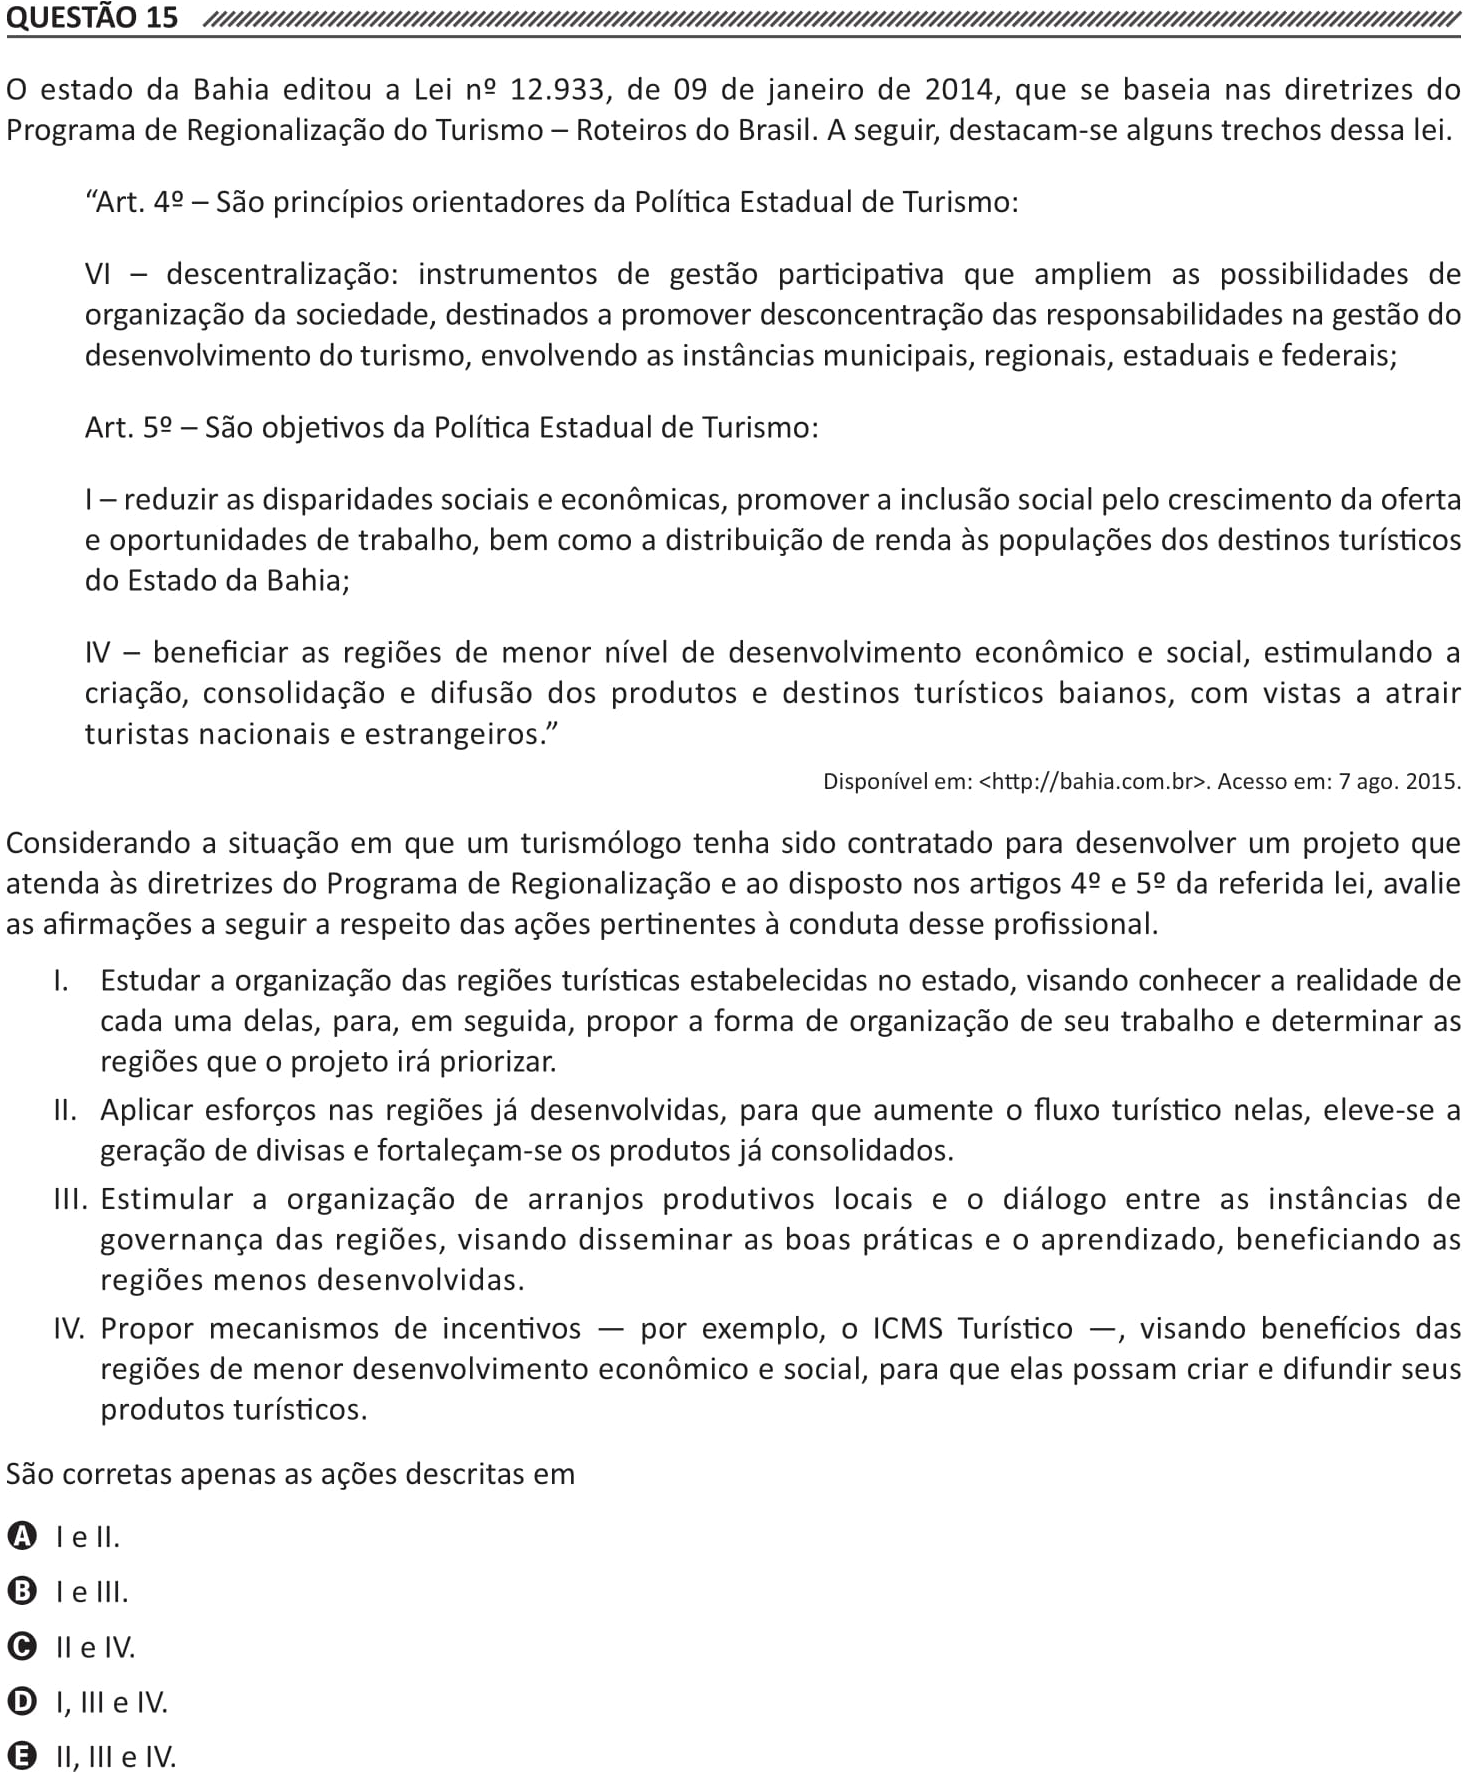 QUESTÃO 15
O estado da Bahia editou a Lei nº 12.933, de 09 de janeiro de 2014, que se baseia nas diretrizes do
Programa de Regionalização do Turismo – Roteiros do Brasil. A seguir, destacam-se alguns trechos dessa lei.
“Art. 4º – São princípios orientadores da Política Estadual de Turismo:
VI – descentralização: instrumentos de gestão participativa que ampliem as possibilidades de
organização da sociedade, destinados a promover desconcentração das responsabilidades na gestão do
desenvolvimento do turismo, envolvendo as instâncias municipais, regionais, estaduais e federais;
Art. 5º – São objetivos da Política Estadual de Turismo:
I – reduzir as disparidades sociais e econômicas, promover a inclusão social pelo crescimento da oferta
e oportunidades de trabalho, bem como a distribuição de renda às populações dos destinos turísticos
do Estado da Bahia;
IV – beneficiar as regiões de menor nível de desenvolvimento econômico e social, estimulando a
criação, consolidação e difusão dos produtos e destinos turísticos baianos, com vistas a atrair
turistas nacionais e estrangeiros.”
Disponível em: <http://bahia.com.br>. Acesso em: 7 ago. 2015.
Considerando a situação em que um turismólogo tenha sido contratado para desenvolver um projeto que
atenda às diretrizes do Programa de Regionalização e ao disposto nos artigos 4º e 5º da referida lei, avalie
as afirmações a seguir a respeito das ações pertinentes à conduta desse profissional.
I. Estudar a organização das regiões turísticas estabelecidas no estado, visando conhecer a realidade de
cada uma delas, para, em seguida, propor a forma de organização de seu trabalho e determinar as
regiões que o projeto irá priorizar.
II. Aplicar esforços nas regiões já desenvolvidas, para que aumente o fluxo turístico nelas, eleve-se a
geração de divisas e fortaleçam-se os produtos já consolidados.
III. Estimular a organização de arranjos produtivos locais e o diálogo entre as instâncias de
governança das regiões, visando disseminar as boas práticas e o aprendizado, beneficiando as
regiões menos desenvolvidas.
IV. Propor mecanismos de incentivos — por exemplo, o ICMS Turístico —, visando benefícios das
regiões de menor desenvolvimento econômico e social, para que elas possam criar e difundir seus
produtos turísticos.
São corretas apenas as ações descritas em
A I e II.
B I e III.
C II e IV.
D I, III e IV.
E II, III e IV.